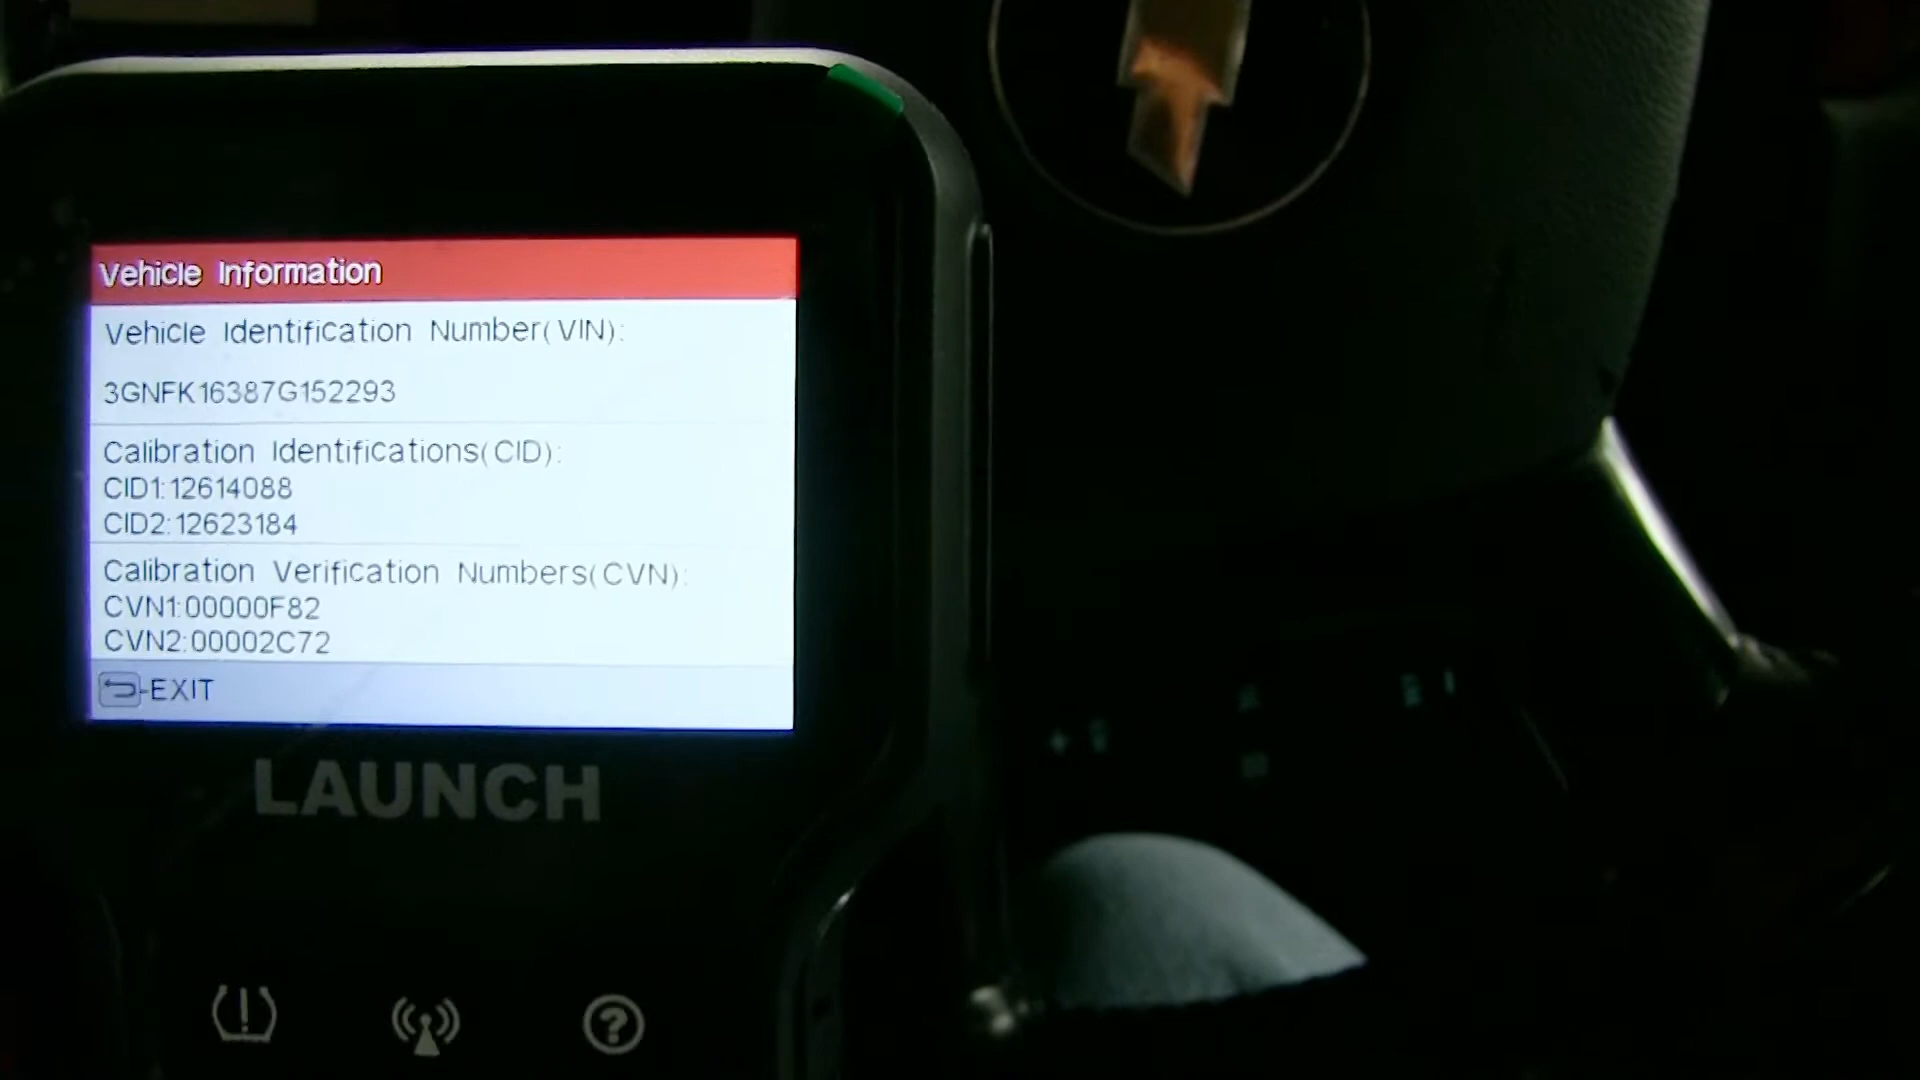 Vehicle Information
Vehicle Identification Number(VIN):
3GNFK16387G152293
Calibration Identifications(CID):
CID1:12614088
CID2:12623184
Calibration Verification Numbers(CVN):
CVN1:00000F82
CVN2:00002C72
-EXIT
LAUNCH